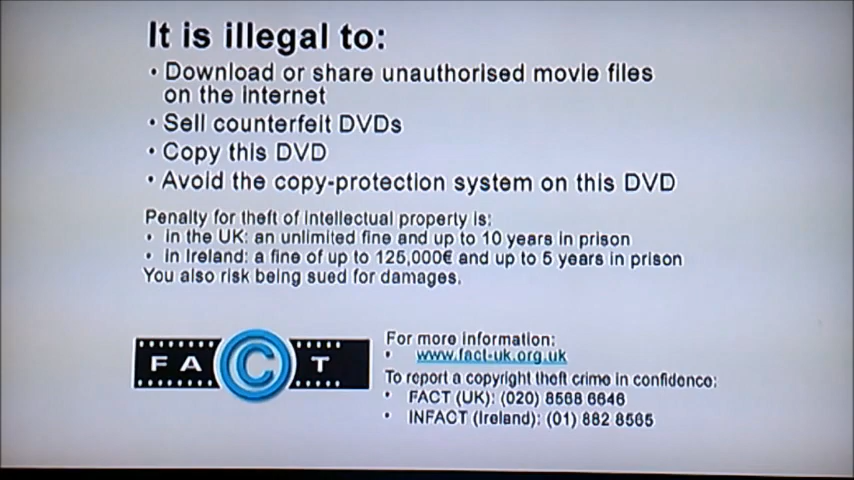 It is illegal to:
• Download or share unauthorised movie files
on the internet
• Sell counterfeit DVDs
• Copy this DVD
• Avoid the copy-protection system on this DVD
Penalty for theft of intellectual property is:
• in the UK: an unlimited fine and up to 10 years in prison
• in Ireland: a fine of up to 125,000€ and up to 5 years in prison
You also risk being sued for damages.
FACT
For more information:
• www.fact-uk.org.uk
To report a copyright theft crime in confidence:
• FACT (UK): (020) 8568 6646
• INFACT (Ireland): (01) 882 8565